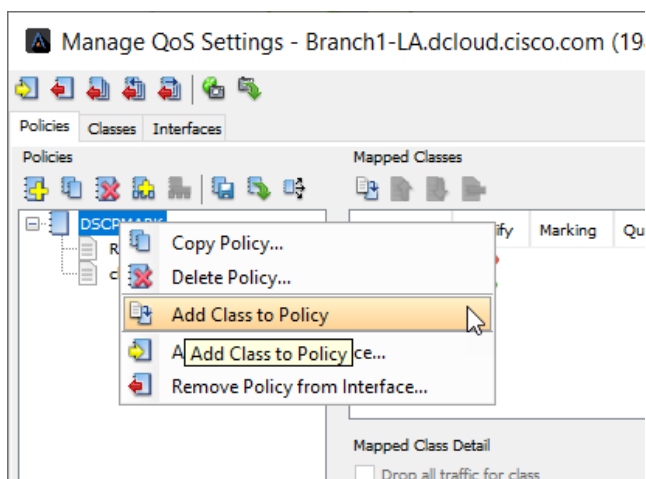 Manage QoS Settings - Branch1-LA.dcloud.cisco.com (19
Policies Classes Interfaces
Policies
Mapped Classes
DSCPMARK
ify Marking Qu
R
cl
Copy Policy...
Delete Policy...
Add Class to Policy
A
Add Class to Policy
ce...
Remove Policy from Interface...
Mapped Class Detail
Drop all traffic for class